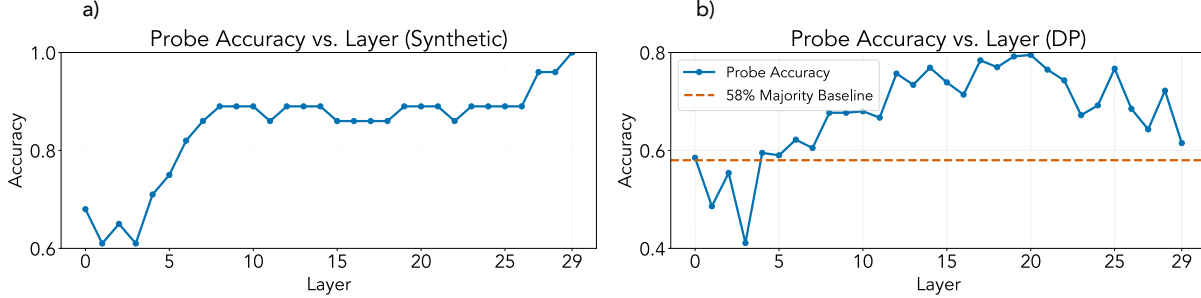 a)
Probe Accuracy vs. Layer (Synthetic)
1.0
0.8
0.6
Accuracy
0 5 10 15 20 25 29
Layer
b)
Probe Accuracy vs. Layer (DP)
Probe Accuracy
58% Majority Baseline
0.8
0.6
0.4
Accuracy
0 5 10 15 20 25 29
Layer